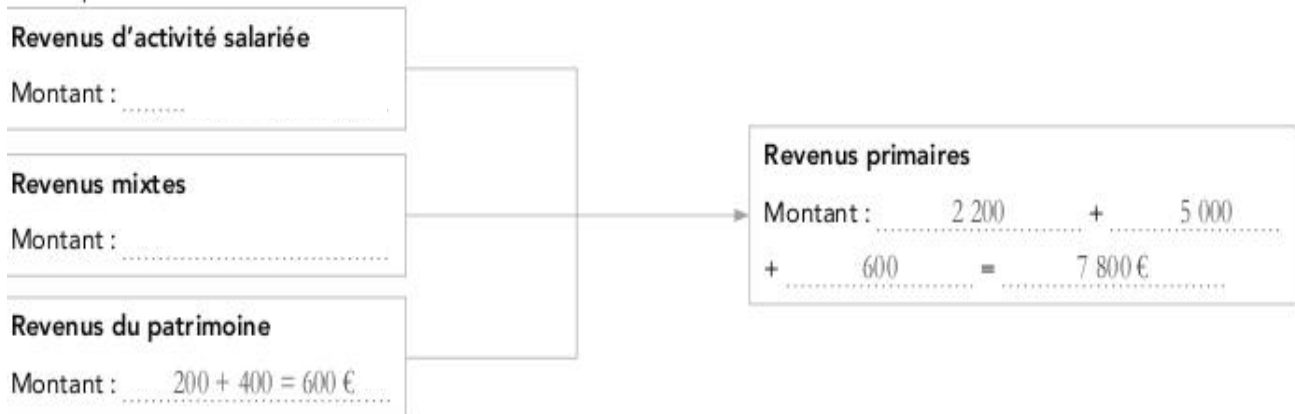 Revenus d'activité salariée
Montant :
Revenus mixtes
Montant :
Revenus du patrimoine
Montant : 200 + 400 = 600 €
Revenus primaires
Montant : 2 200 + 5 000
+ 600 = 7 800 €